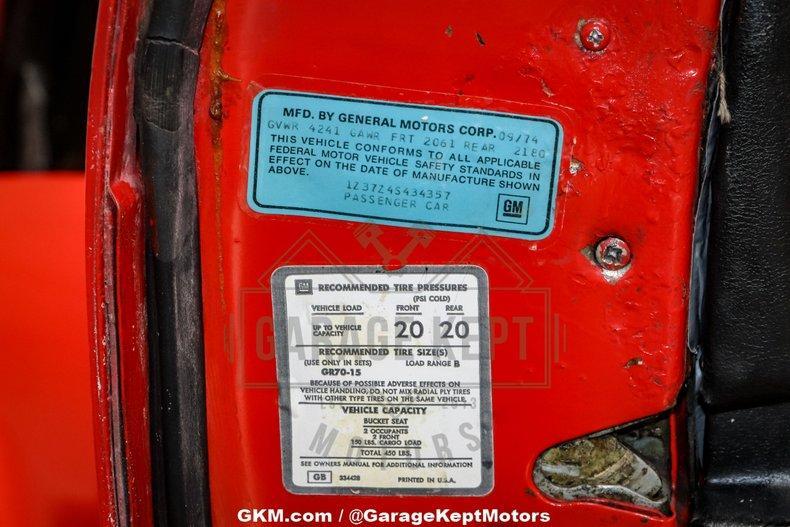 MFD. BY GENERAL MOTORS CORP. 09/74
GVWR 4241 GAWR FRT 2061 REAR 2180
THIS VEHICLE CONFORMS TO ALL APPLICABLE
FEDERAL MOTOR VEHICLE SAFETY STANDARDS IN
EFFECT ON THE DATE OF MANUFACTURE SHOWN
ABOVE.
1Z37Z4S434357
PASSENGER CAR
GM
GM RECOMMENDED TIRE PRESSURES
(PSI COLD)
VEHICLE LOAD FRONT REAR
UP TO VEHICLE
CAPACITY 20 20
RECOMMENDED TIRE SIZE(S)
(USE ONLY IN SETS) LOAD RANGE B
GR70-15
BECAUSE OF POSSIBLE ADVERSE EFFECTS ON
VEHICLE HANDLING, DO NOT MIX RADIAL PLY TIRES
WITH OTHER TYPE TIRES ON THE SAME VEHICLE.
VEHICLE CAPACITY
BUCKET SEAT
2 OCCUPANTS
2 FRONT
150 LBS. CARGO LOAD
TOTAL 450 LBS.
SEE OWNERS MANUAL FOR ADDITIONAL INFORMATION
GB 334428 PRINTED IN U.S.A.
GARAGE KEPT
MOTORS
GKM.com / @GarageKeptMotors